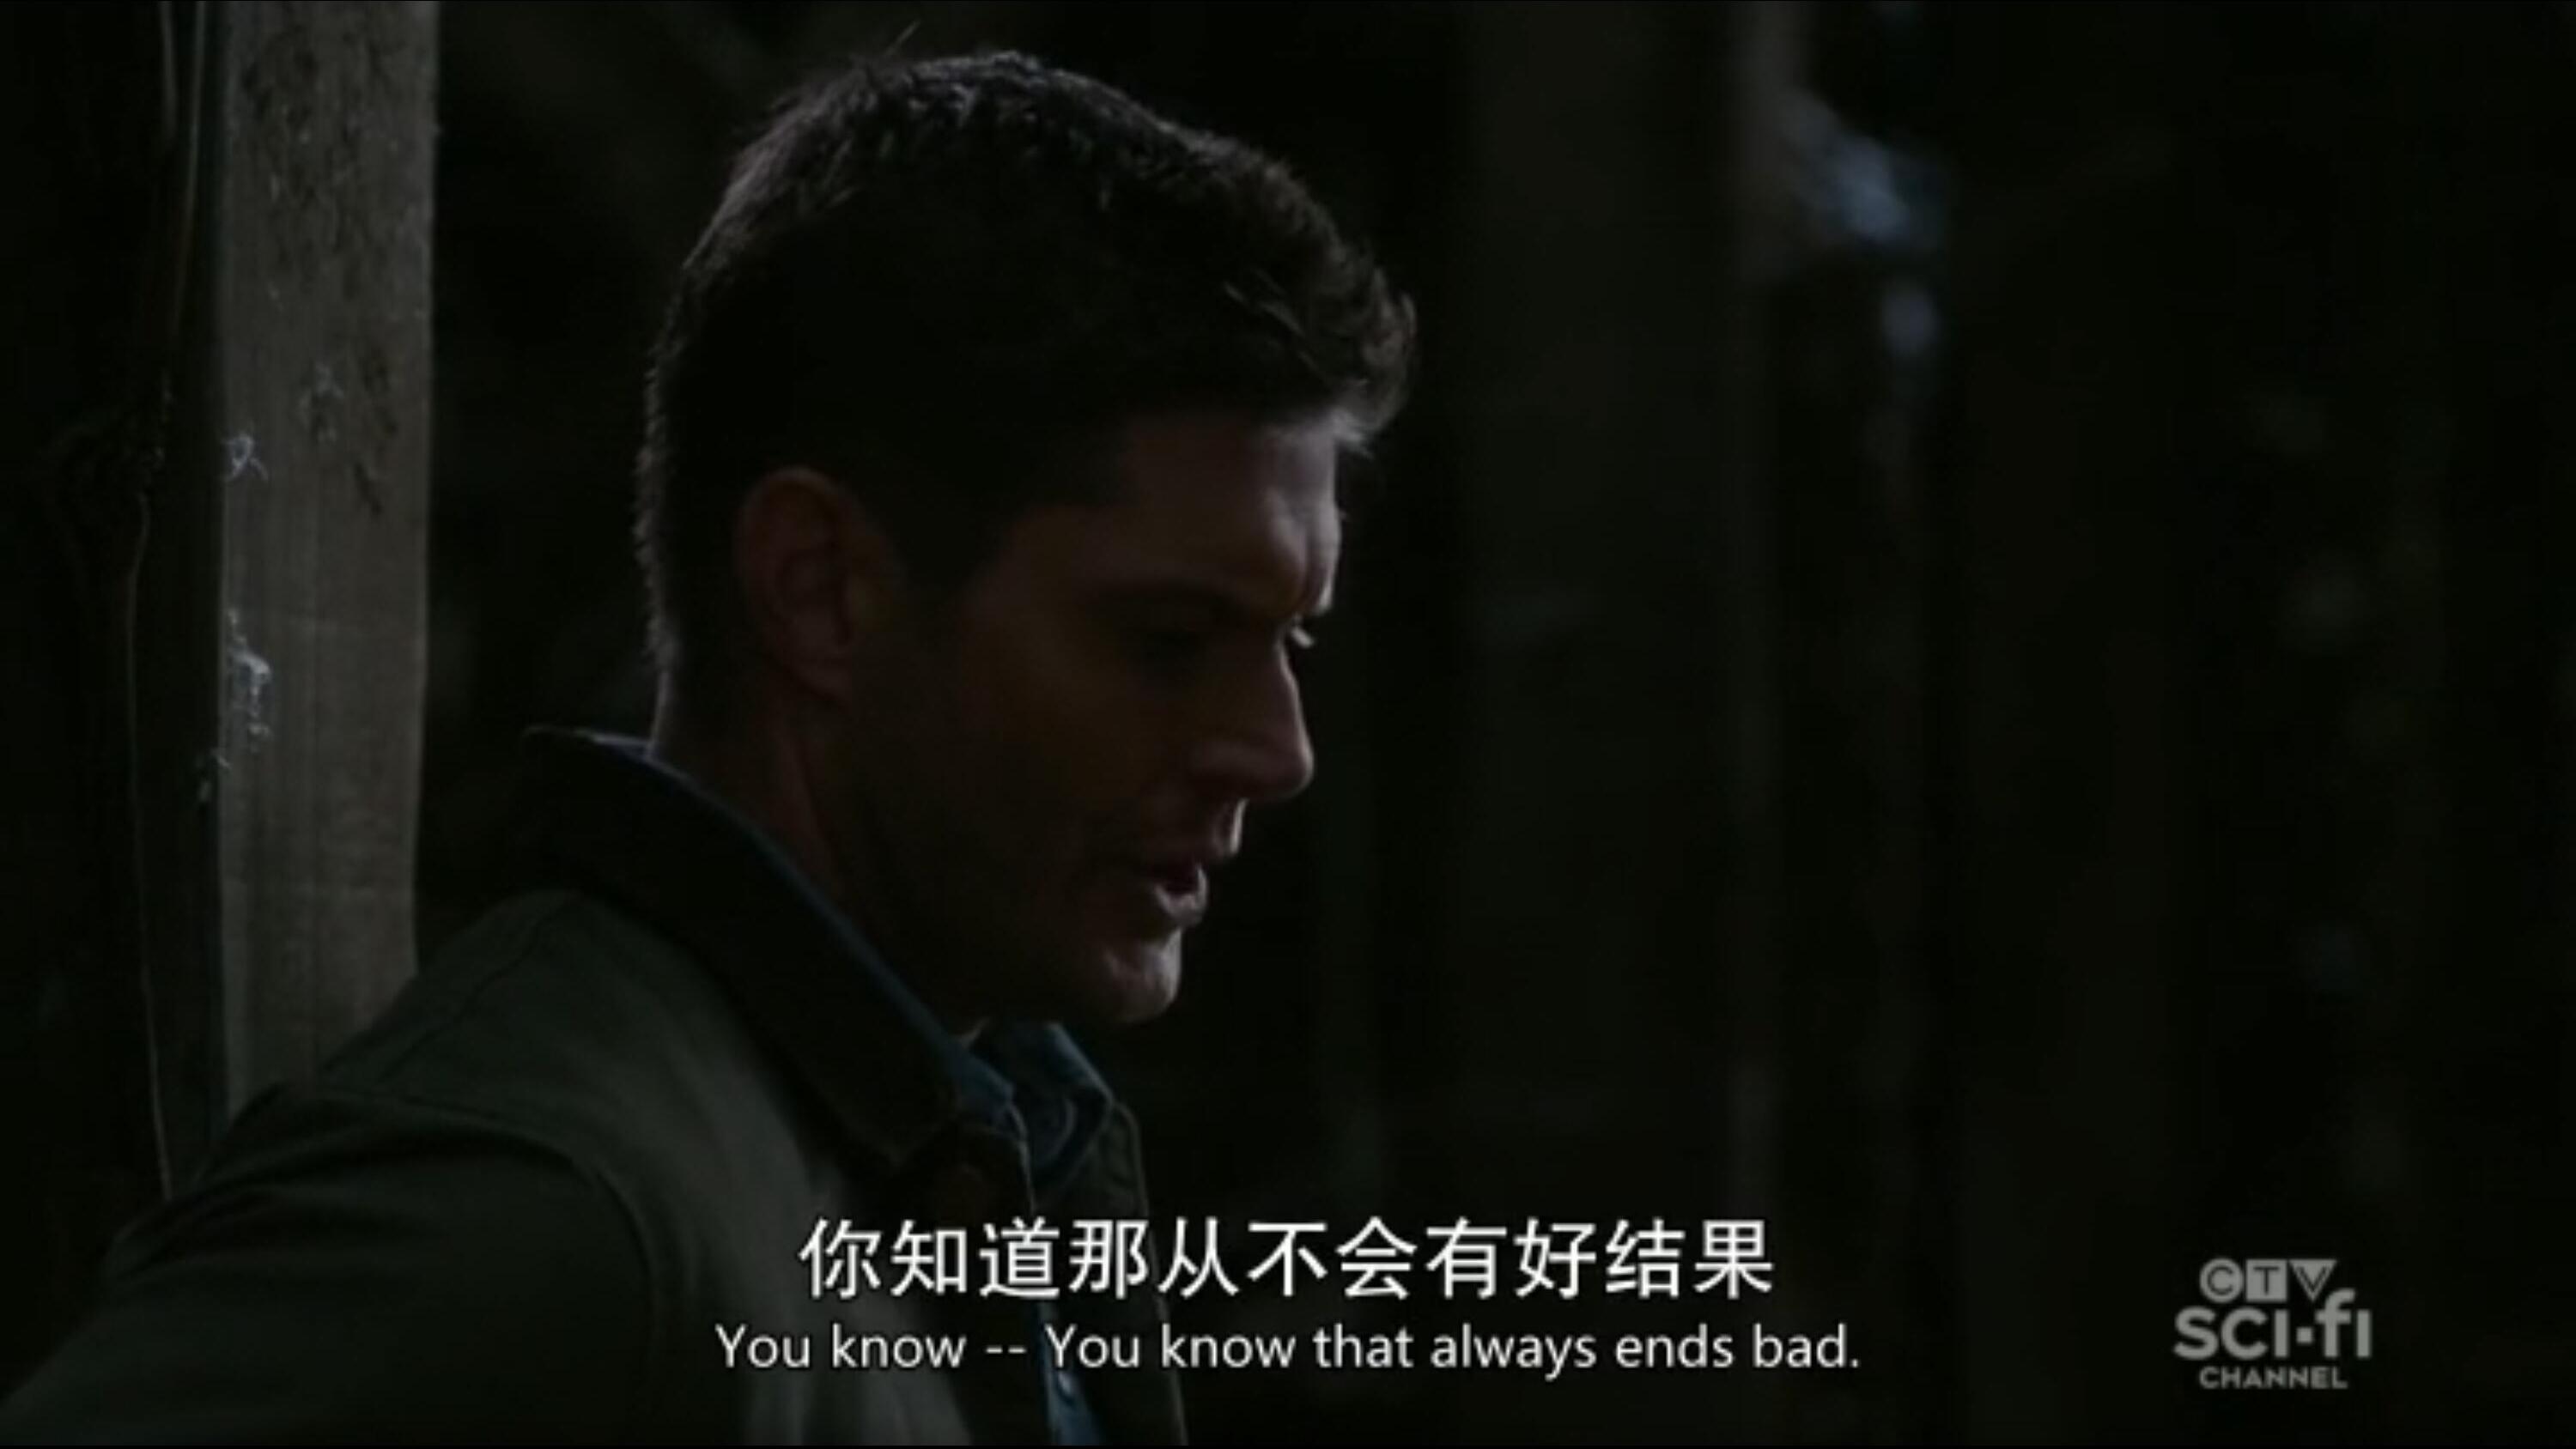 你知道那从不会有好结果
You know -- You know that always ends bad.
CTV
SCI-FI
CHANNEL